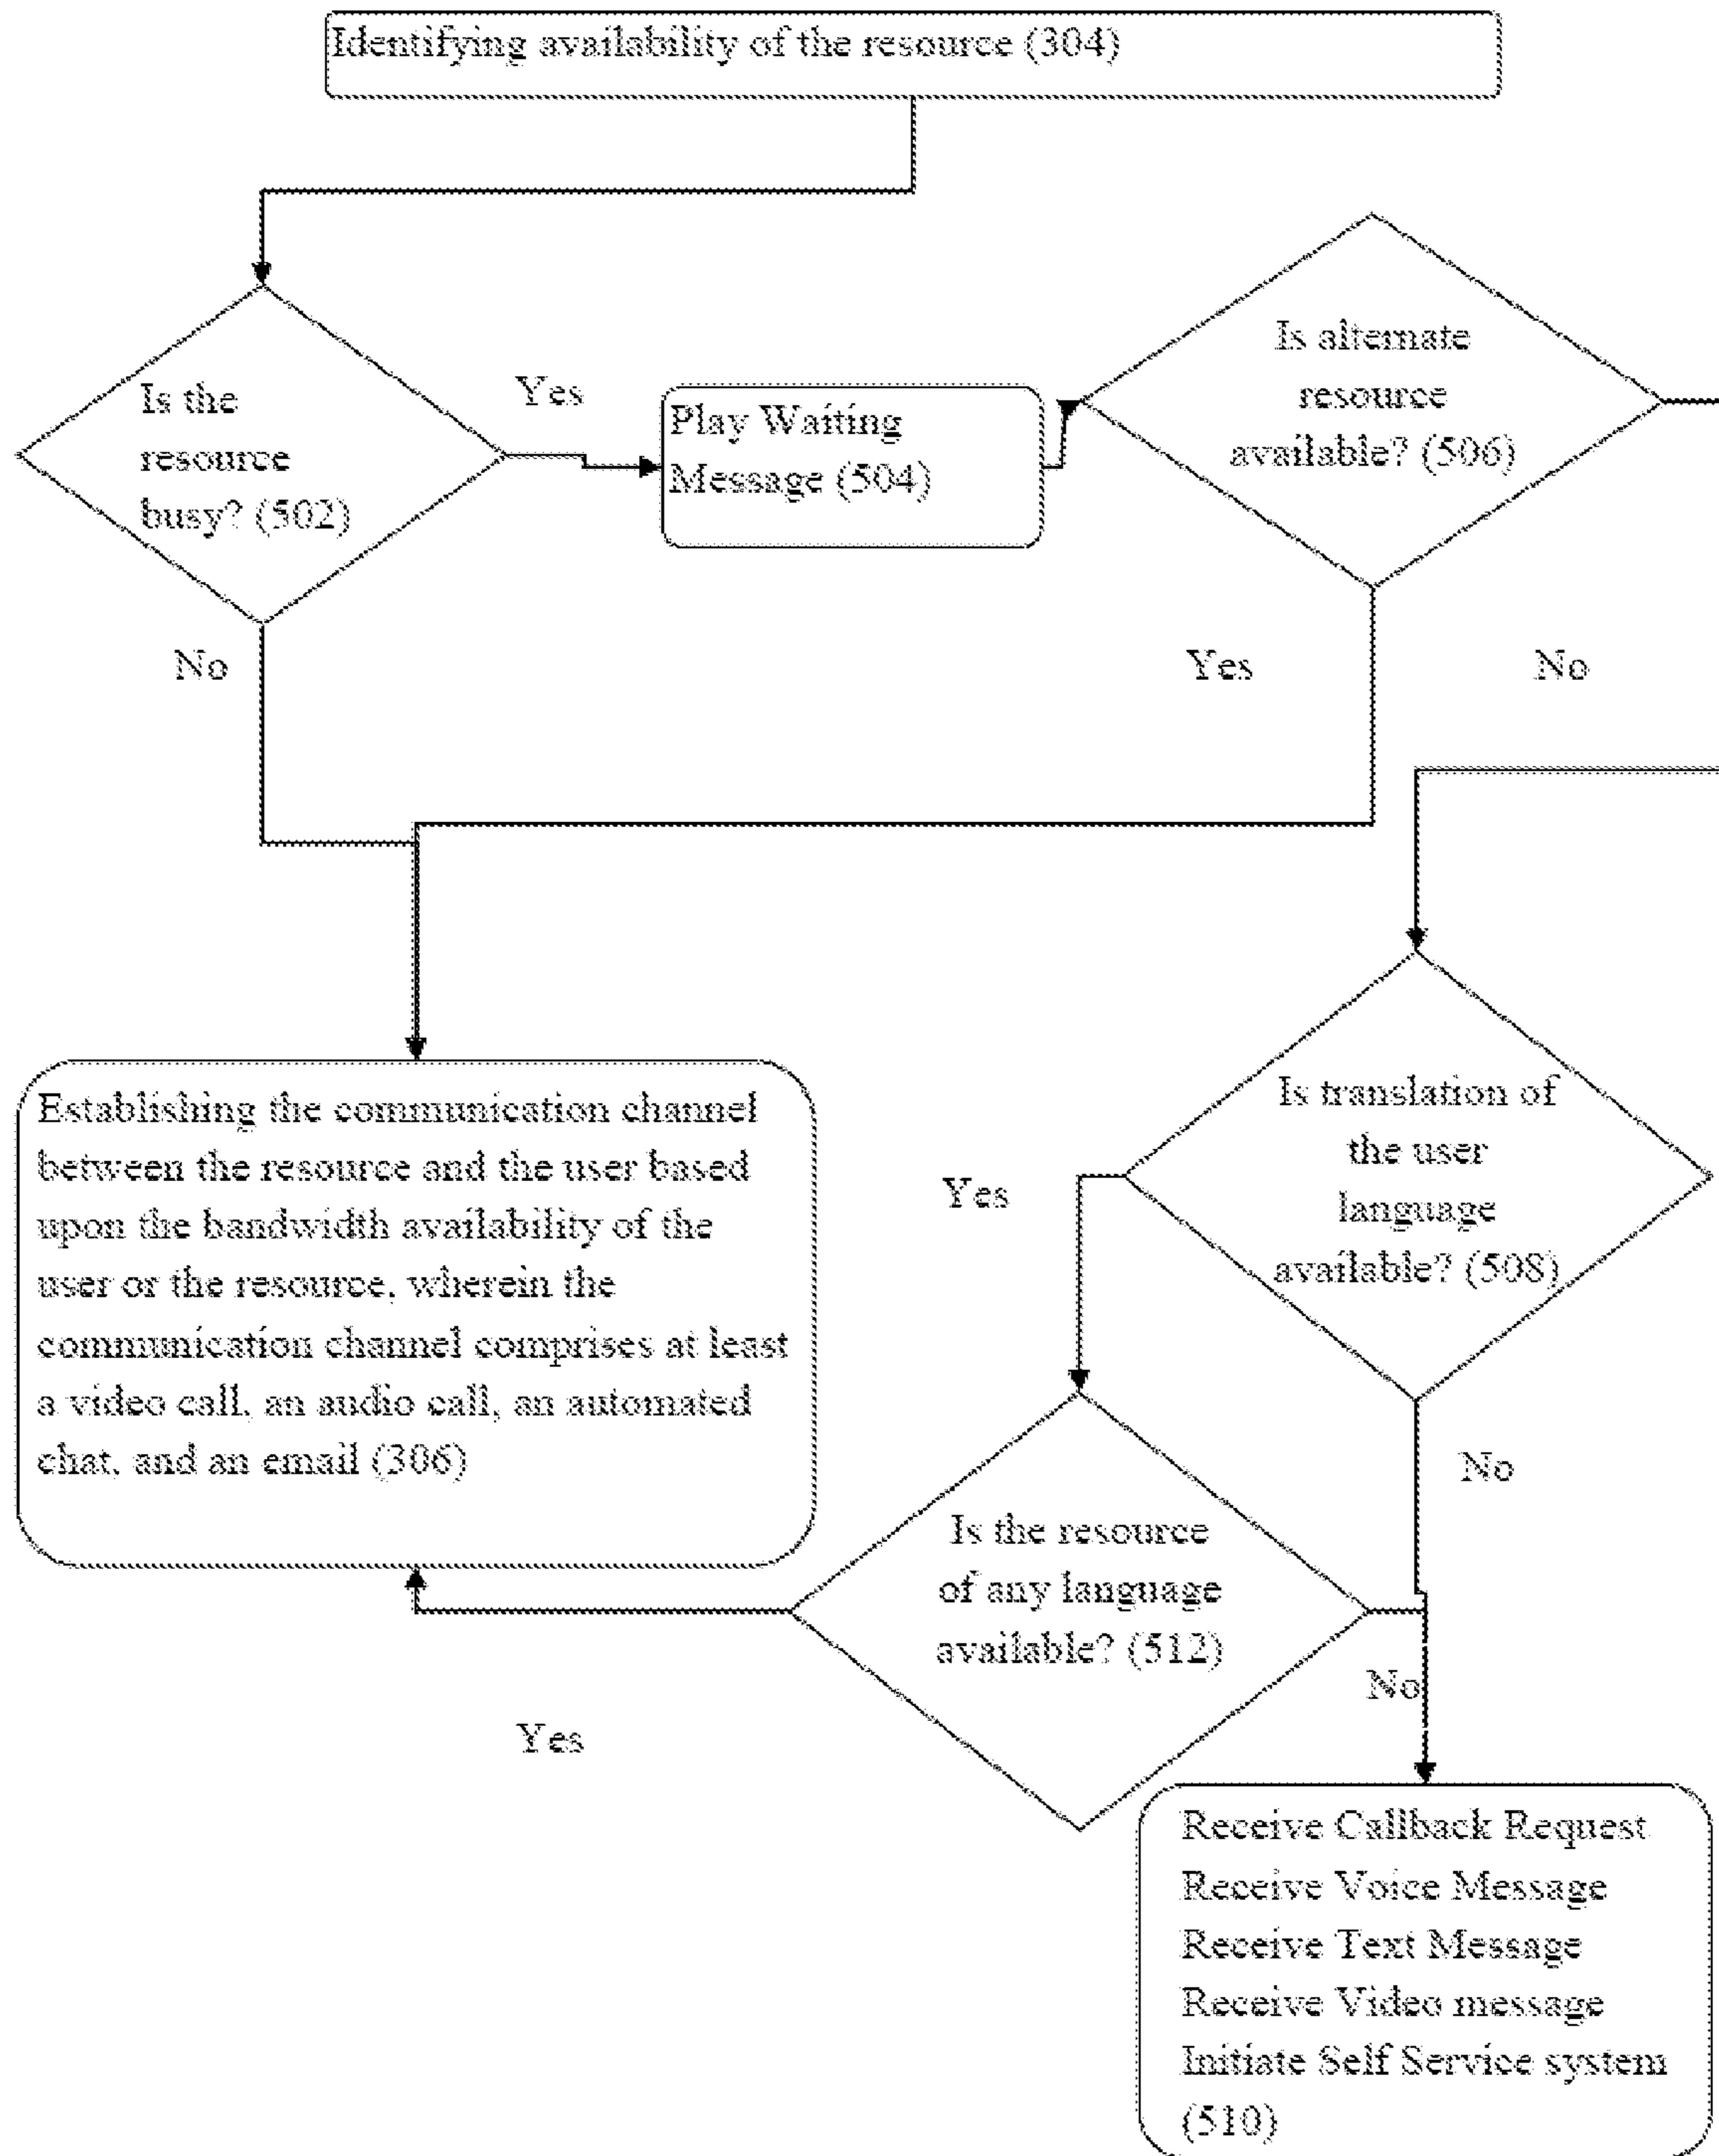 Identifying availability of the resource (304)
Is the
resource
busy? (502)
Yes
Play Waiting
Message (504)
Is alternate
resource
available? (506)
No
Yes
No
Establishing the communication channel
between the resource and the user based
upon the bandwidth availability of the
user or the resource, wherein the
communication channel comprises at least
a video call, an audio call, an automated
chat, and an email (306)
Is translation of
the user
language
available? (508)
Yes
No
Is the resource
of any language
available? (512)
No
Yes
Receive Callback Request
Receive Voice Message
Receive Text Message
Receive Video message
Initiate Self Service system
(510)